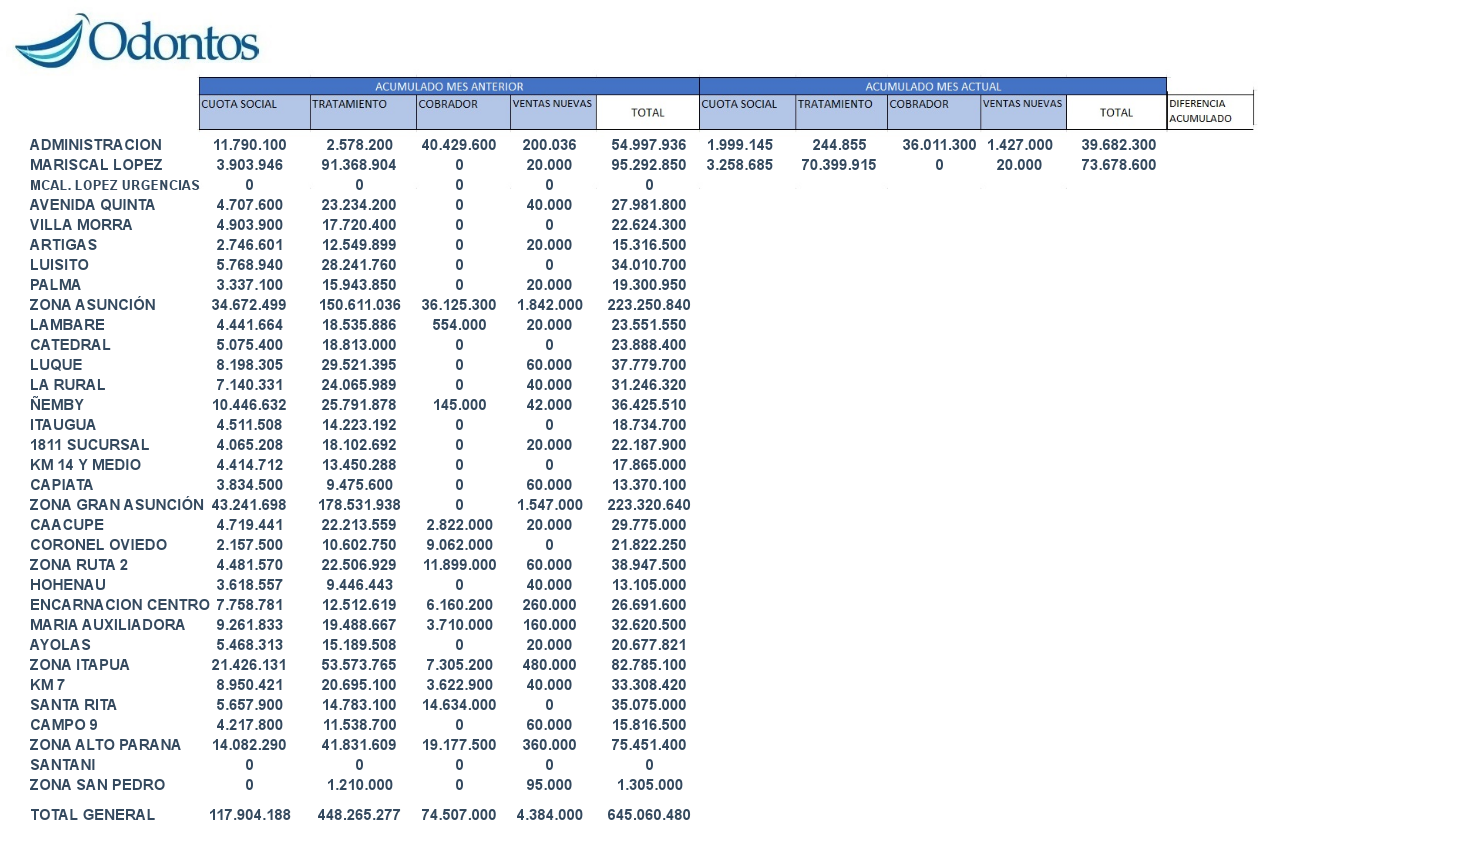 Odontos
ACUMULADO MES ANTERIOR ACUMULADO MES ACTUAL
CUOTA SOCIAL TRATAMIENTO COBRADOR VENTAS NUEVAS TOTAL CUOTA SOCIAL TRATAMIENTO COBRADOR VENTAS NUEVAS TOTAL DIFERENCIA ACUMULADO
ADMINISTRACION 11.790.100 2.578.200 40.429.600 200.036 54.997.936 1.999.145 244.855 36.011.300 1.427.000 39.682.300
MARISCAL LOPEZ 3.903.946 91.368.904 0 20.000 95.292.850 3.258.685 70.399.915 0 20.000 73.678.600
MCAL. LOPEZ URGENCIAS 0 0 0 0 0
AVENIDA QUINTA 4.707.600 23.234.200 0 40.000 27.981.800
VILLA MORRA 4.903.900 17.720.400 0 0 22.624.300
ARTIGAS 2.746.601 12.549.899 0 20.000 15.316.500
LUISITO 5.768.940 28.241.760 0 0 34.010.700
PALMA 3.337.100 15.943.850 0 20.000 19.300.950
ZONA ASUNCIÓN 34.672.499 150.611.036 36.125.300 1.842.000 223.250.840
LAMBARE 4.441.664 18.535.886 554.000 20.000 23.551.550
CATEDRAL 5.075.400 18.813.000 0 0 23.888.400
LUQUE 8.198.305 29.521.395 0 60.000 37.779.700
LA RURAL 7.140.331 24.065.989 0 40.000 31.246.320
ÑEMBY 10.446.632 25.791.878 145.000 42.000 36.425.510
ITAUGUA 4.511.508 14.223.192 0 0 18.734.700
1811 SUCURSAL 4.065.208 18.102.692 0 20.000 22.187.900
KM 14 Y MEDIO 4.414.712 13.450.288 0 0 17.865.000
CAPIATA 3.834.500 9.475.600 0 60.000 13.370.100
ZONA GRAN ASUNCIÓN 43.241.698 178.531.938 0 1.547.000 223.320.640
CAACUPE 4.719.441 22.213.559 2.822.000 20.000 29.775.000
CORONEL OVIEDO 2.157.500 10.602.750 9.062.000 0 21.822.250
ZONA RUTA 2 4.481.570 22.506.929 11.899.000 60.000 38.947.500
HOHENAU 3.618.557 9.446.443 0 40.000 13.105.000
ENCARNACION CENTRO 7.758.781 12.512.619 6.160.200 260.000 26.691.600
MARIA AUXILIADORA 9.261.833 19.488.667 3.710.000 160.000 32.620.500
AYOLAS 5.468.313 15.189.508 0 20.000 20.677.821
ZONA ITAPUA 21.426.131 53.573.765 7.305.200 480.000 82.785.100
KM 7 8.950.421 20.695.100 3.622.900 40.000 33.308.420
SANTA RITA 5.657.900 14.783.100 14.634.000 0 35.075.000
CAMPO 9 4.217.800 11.538.700 0 60.000 15.816.500
ZONA ALTO PARANA 14.082.290 41.831.609 19.177.500 360.000 75.451.400
SANTANI 0 0 0 0 0
ZONA SAN PEDRO 0 1.210.000 0 95.000 1.305.000
TOTAL GENERAL 117.904.188 448.265.277 74.507.000 4.384.000 645.060.480